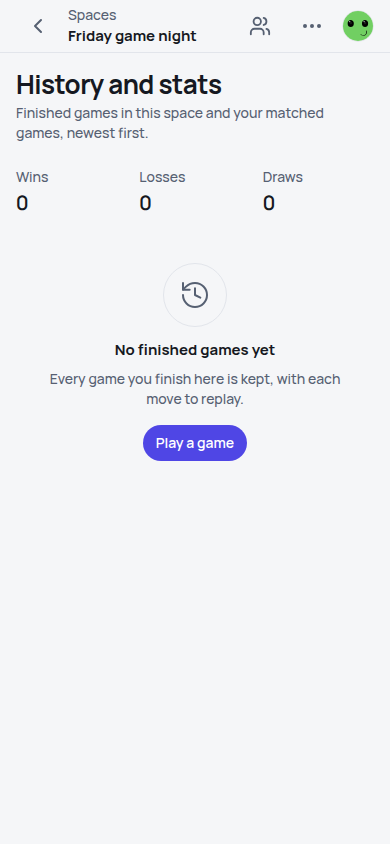 Spaces
Friday game night
History and stats
Finished games in this space and your matched
games, newest first.
Wins
Losses
Draws
0
0
0
No finished games yet
Every game you finish here is kept, with each
move to replay.
Play a game